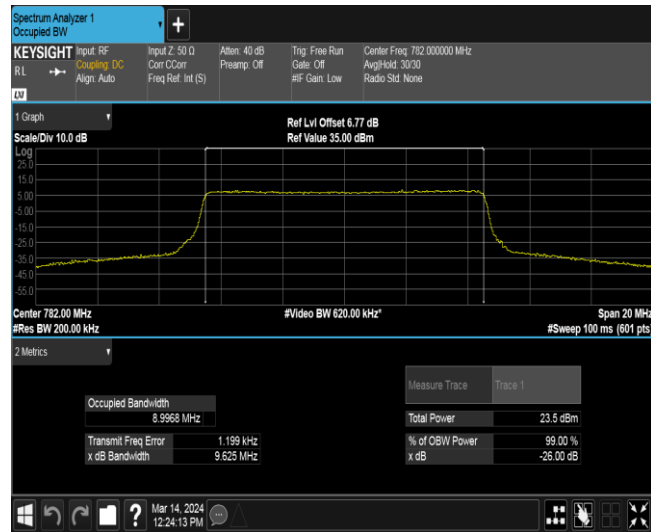 Spectrum Analyzer 1
Occupied BW
+
KEYSIGHT Input: RF Input Z: 50 Ω Atten: 40 dB Trig: Free Run Center Freq: 782.000000 MHz
RL Coupling: DC Corr CCorr Preamp: Off Gate: Off Avg|Hold: 30/30
Align: Auto Freq Ref: Int (S) #IF Gain: Low Radio Std: None
LXI
1 Graph
Ref Lvl Offset 6.77 dB
Scale/Div 10.0 dB Ref Value 35.00 dBm
Log
25.0
15.0
5.00
-5.00
-15.0
-25.0
-35.0
-45.0
-55.0
Center 782.00 MHz #Video BW 620.00 kHz* Span 20 MHz
#Res BW 200.00 kHz #Sweep 100 ms (601 pts)
2 Metrics
Measure Trace Trace 1
Occupied Bandwidth
8.9968 MHz Total Power 23.5 dBm
Transmit Freq Error 1.199 kHz % of OBW Power 99.00 %
x dB Bandwidth 9.625 MHz x dB -26.00 dB
? Mar 14, 2024
12:24:13 PM